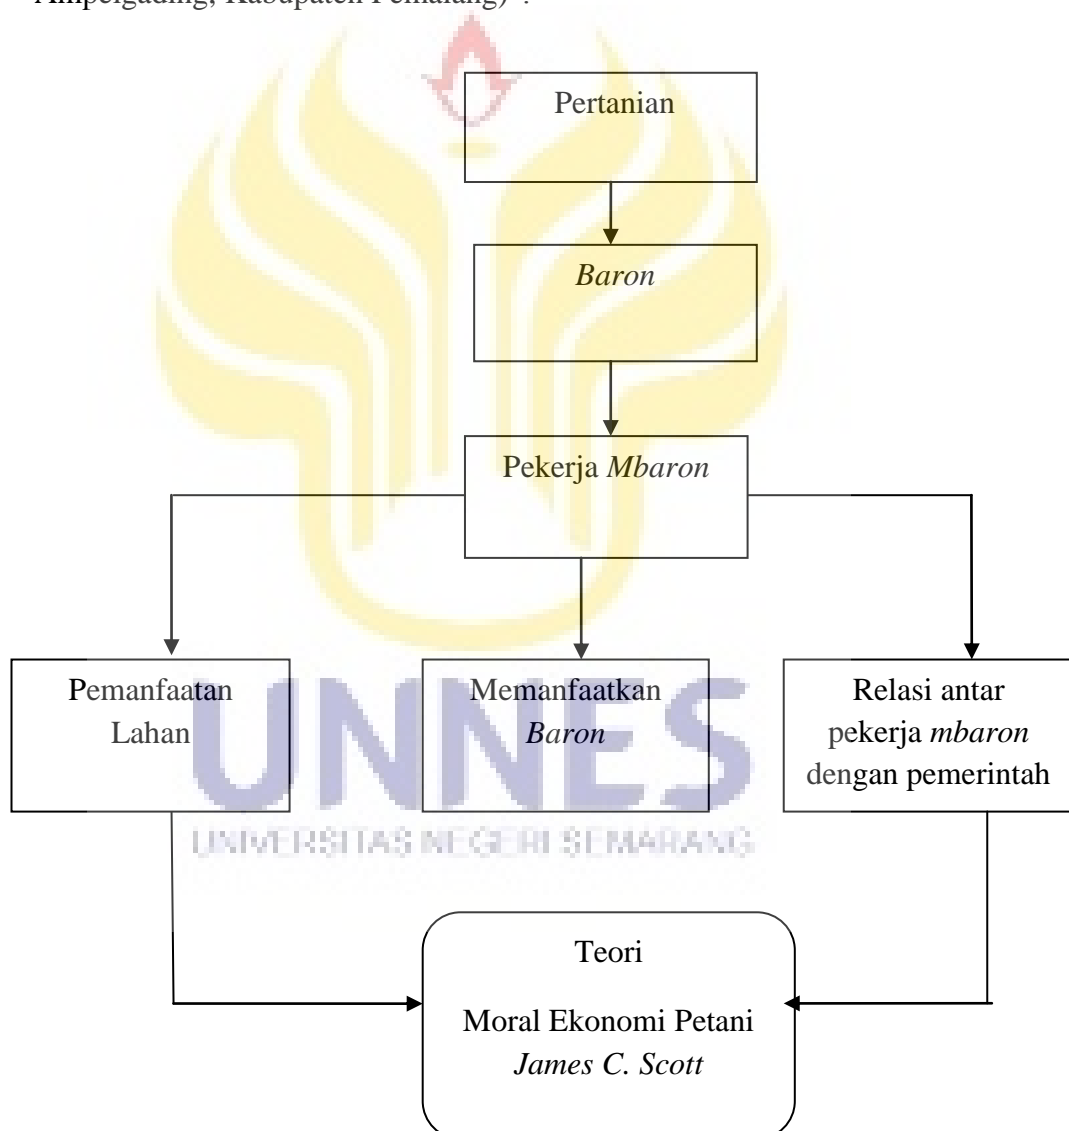 Ampelgading, Kabupaten Pemalang)".
Pertanian
Baron
Pekerja Mbaron
Pemanfaatan
Lahan
Memanfaatkan
Baron
Relasi antar
pekerja mbaron
dengan pemerintah
UNNES
UNIVERSITAS NEGERI SEMARANG
Teori
Moral Ekonomi Petani
James C. Scott